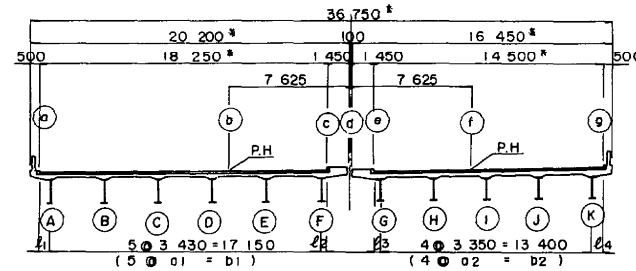 36 750*
20 200* 100 16 450*
500 18 250* 1 450 1 450 14 500* 500
7 625 7 625
a b c d e f g
P.H P.H
A B C D E F G H I J K
ℓ1 5 @ 3 430 = 17 150 ℓ2 ℓ3 4 @ 3 350 = 13 400 ℓ4
( 5 @ a1 = b1 ) ( 4 @ a2 = b2 )